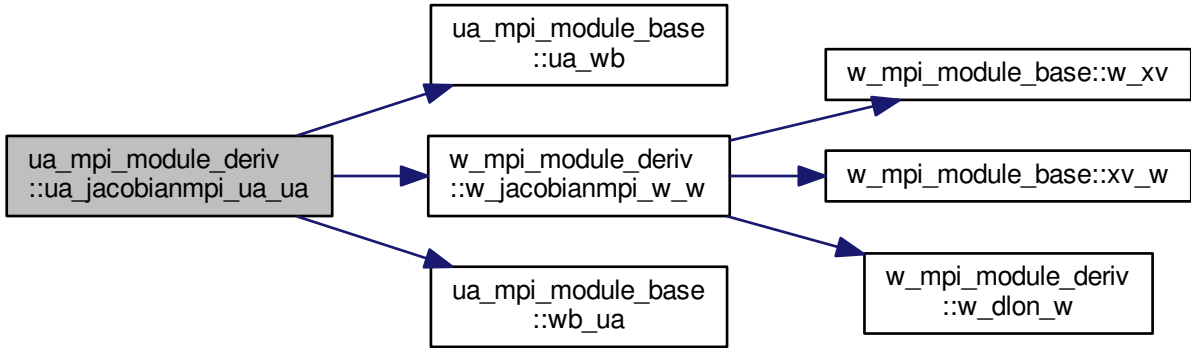 ua_mpi_module_deriv
::ua_jacobianmpi_ua_ua
ua_mpi_module_base
::ua_wb
w_mpi_module_deriv
::w_jacobianmpi_w_w
ua_mpi_module_base
::wb_ua
w_mpi_module_base::w_xv
w_mpi_module_base::xv_w
w_mpi_module_deriv
::w_dlon_w